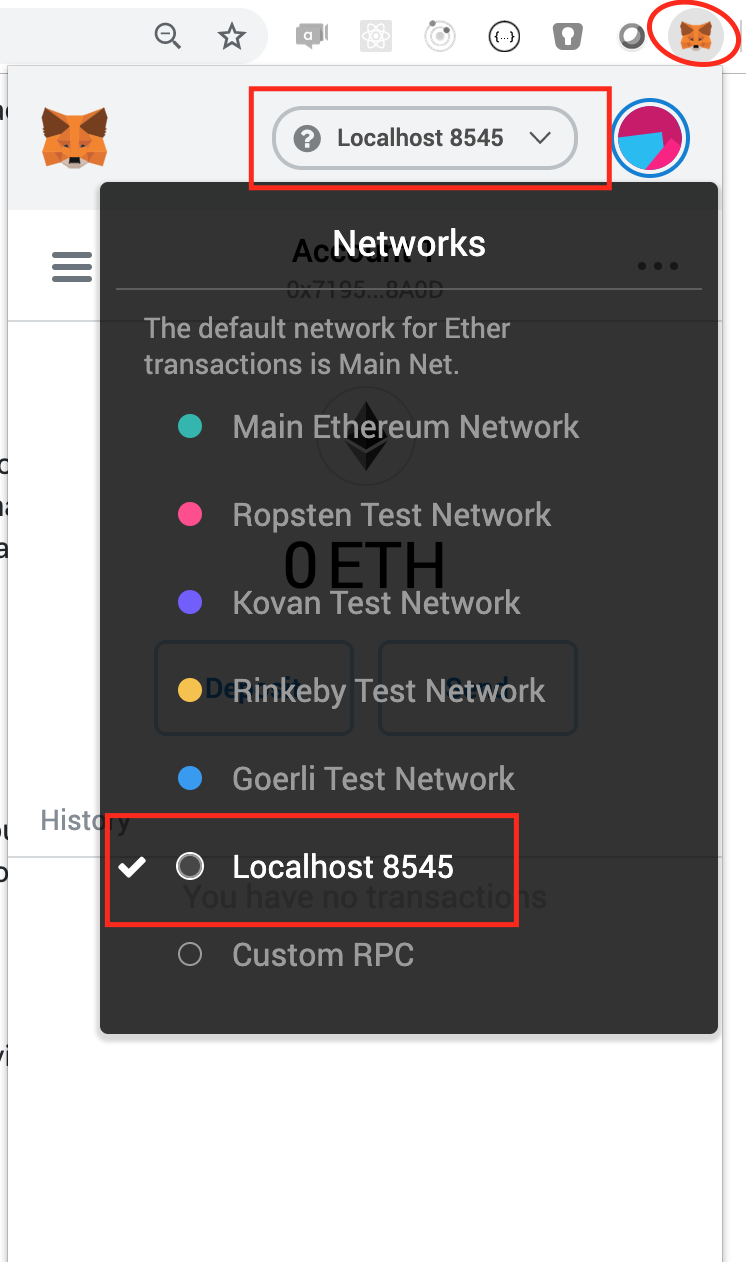 Localhost 8545
Networks
Account 1
0x7195...8A0D
The default network for Ether
transactions is Main Net.
Main Ethereum Network
Ropsten Test Network
0 ETH
Kovan Test Network
Deposit
Send
Rinkeby Test Network
Goerli Test Network
History
Localhost 8545
You have no transactions
Custom RPC